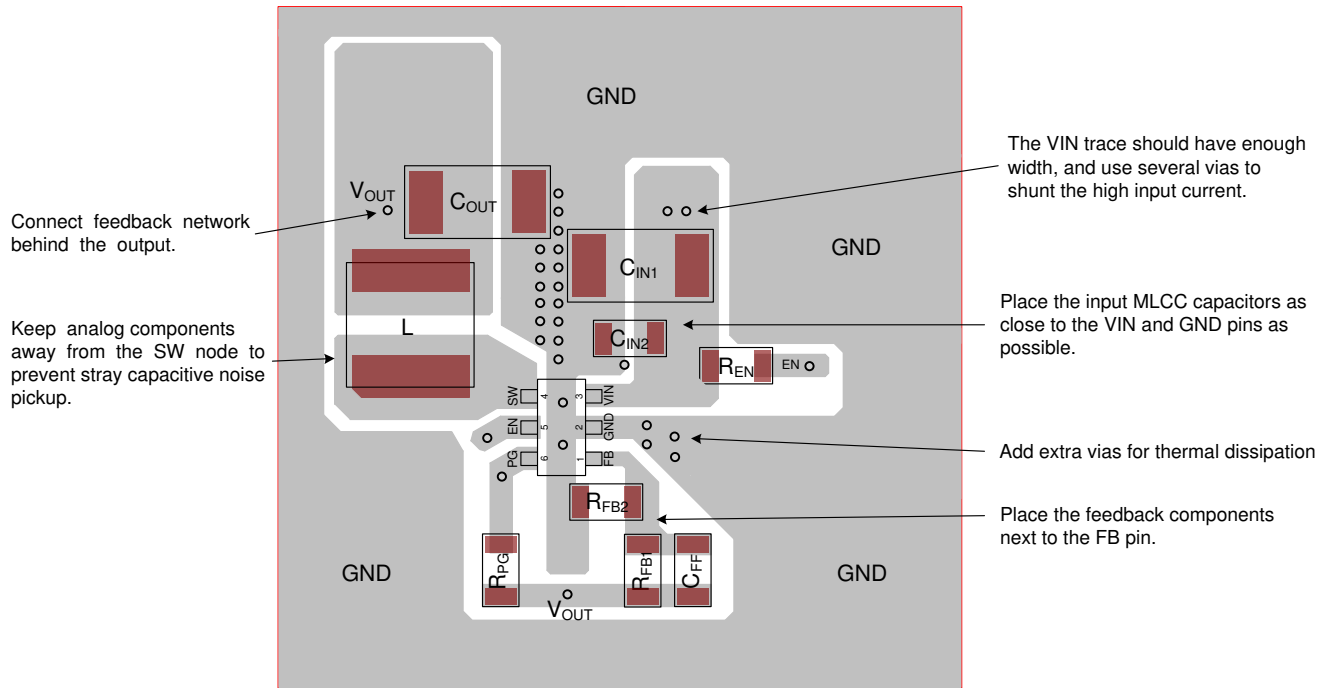 GND
The VIN trace should have enough
width, and use several vias to
shunt the high input current.
VOUT
COUT
Connect feedback network
behind the output.
GND
CIN1
Place the input MLCC capacitors as
close to the VIN and GND pins as
possible.
Keep analog components
away from the SW node to
prevent stray capacitive noise
pickup.
L
CIN2
REN
EN
SW 4 3 VIN
EN 5 2 GND
PG 6 1 FB
Add extra vias for thermal dissipation
RFB2
Place the feedback components
next to the FB pin.
GND
RPG
RFB1
CFF
GND
VOUT